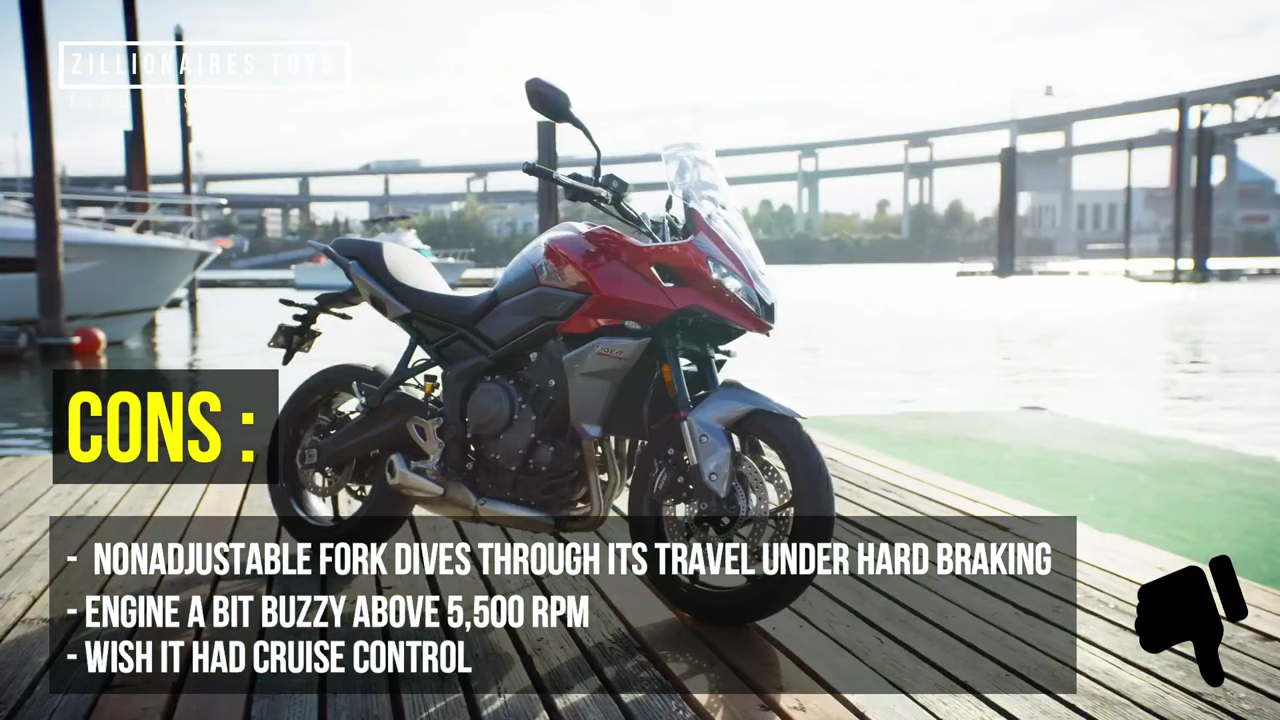 ZILLIONAIRES TOYS
CONS :
TIGER
- NONADJUSTABLE FORK DIVES THROUGH ITS TRAVEL UNDER HARD BRAKING
- ENGINE A BIT BUZZY ABOVE 5,500 RPM
- WISH IT HAD CRUISE CONTROL